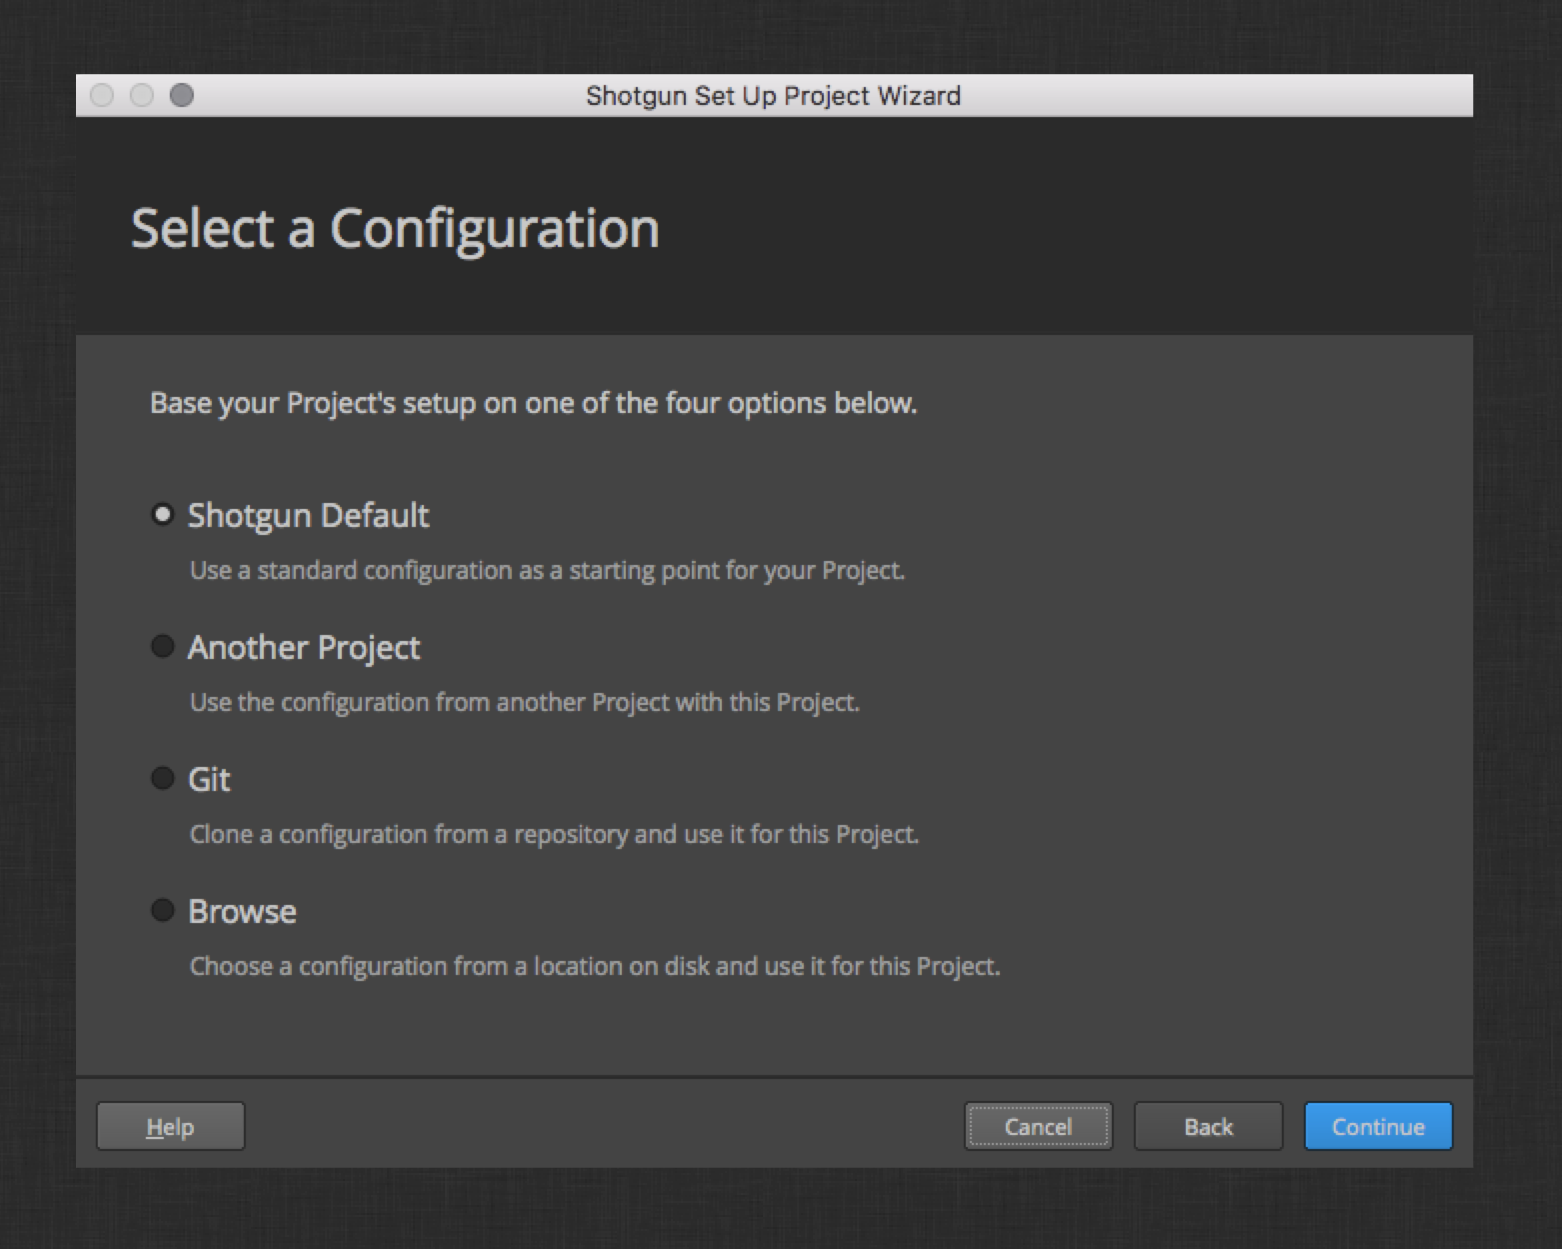 Shotgun Set Up Project Wizard
Select a Configuration
Base your Project's setup on one of the four options below.
Shotgun Default
Use a standard configuration as a starting point for your Project.
Another Project
Use the configuration from another Project with this Project.
Git
Clone a configuration from a repository and use it for this Project.
Browse
Choose a configuration from a location on disk and use it for this Project.
Help Cancel Back Continue